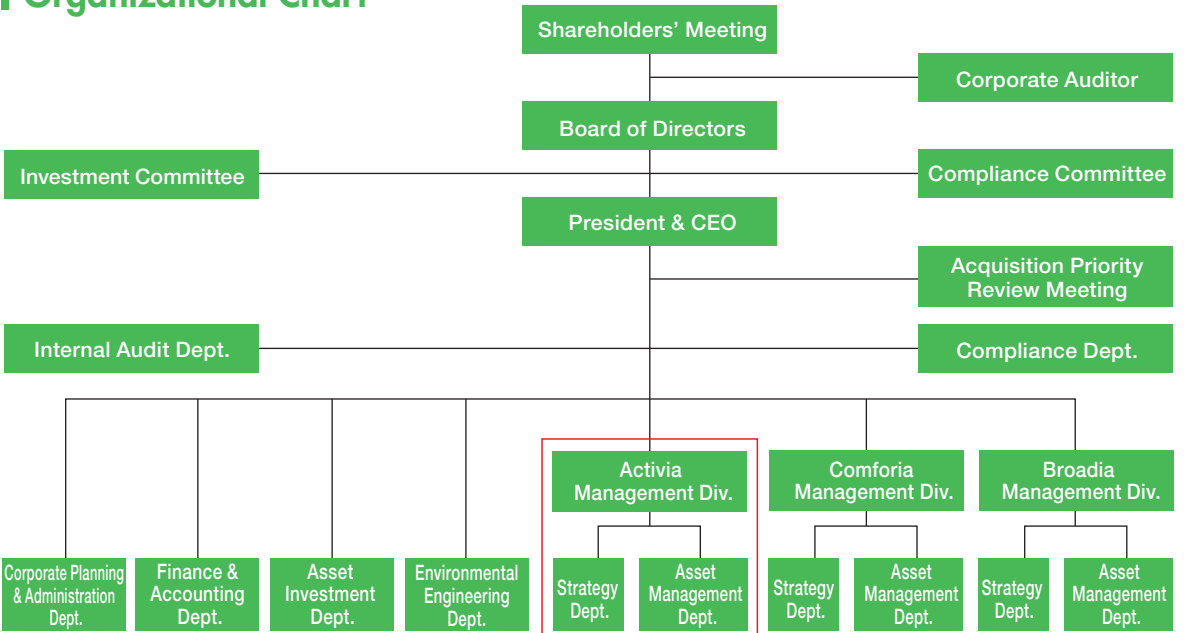 Organizational Chart
Shareholders’ Meeting
Corporate Auditor
Board of Directors
Investment Committee
Compliance Committee
President & CEO
Acquisition Priority
Review Meeting
Internal Audit Dept.
Compliance Dept.
Activia
Management Div.
Comforia
Management Div.
Broadia
Management Div.
Corporate Planning
& Administration
Dept.
Finance &
Accounting
Dept.
Asset
Investment
Dept.
Environmental
Engineering
Dept.
Strategy
Dept.
Asset
Management
Dept.
Strategy
Dept.
Asset
Management
Dept.
Strategy
Dept.
Asset
Management
Dept.